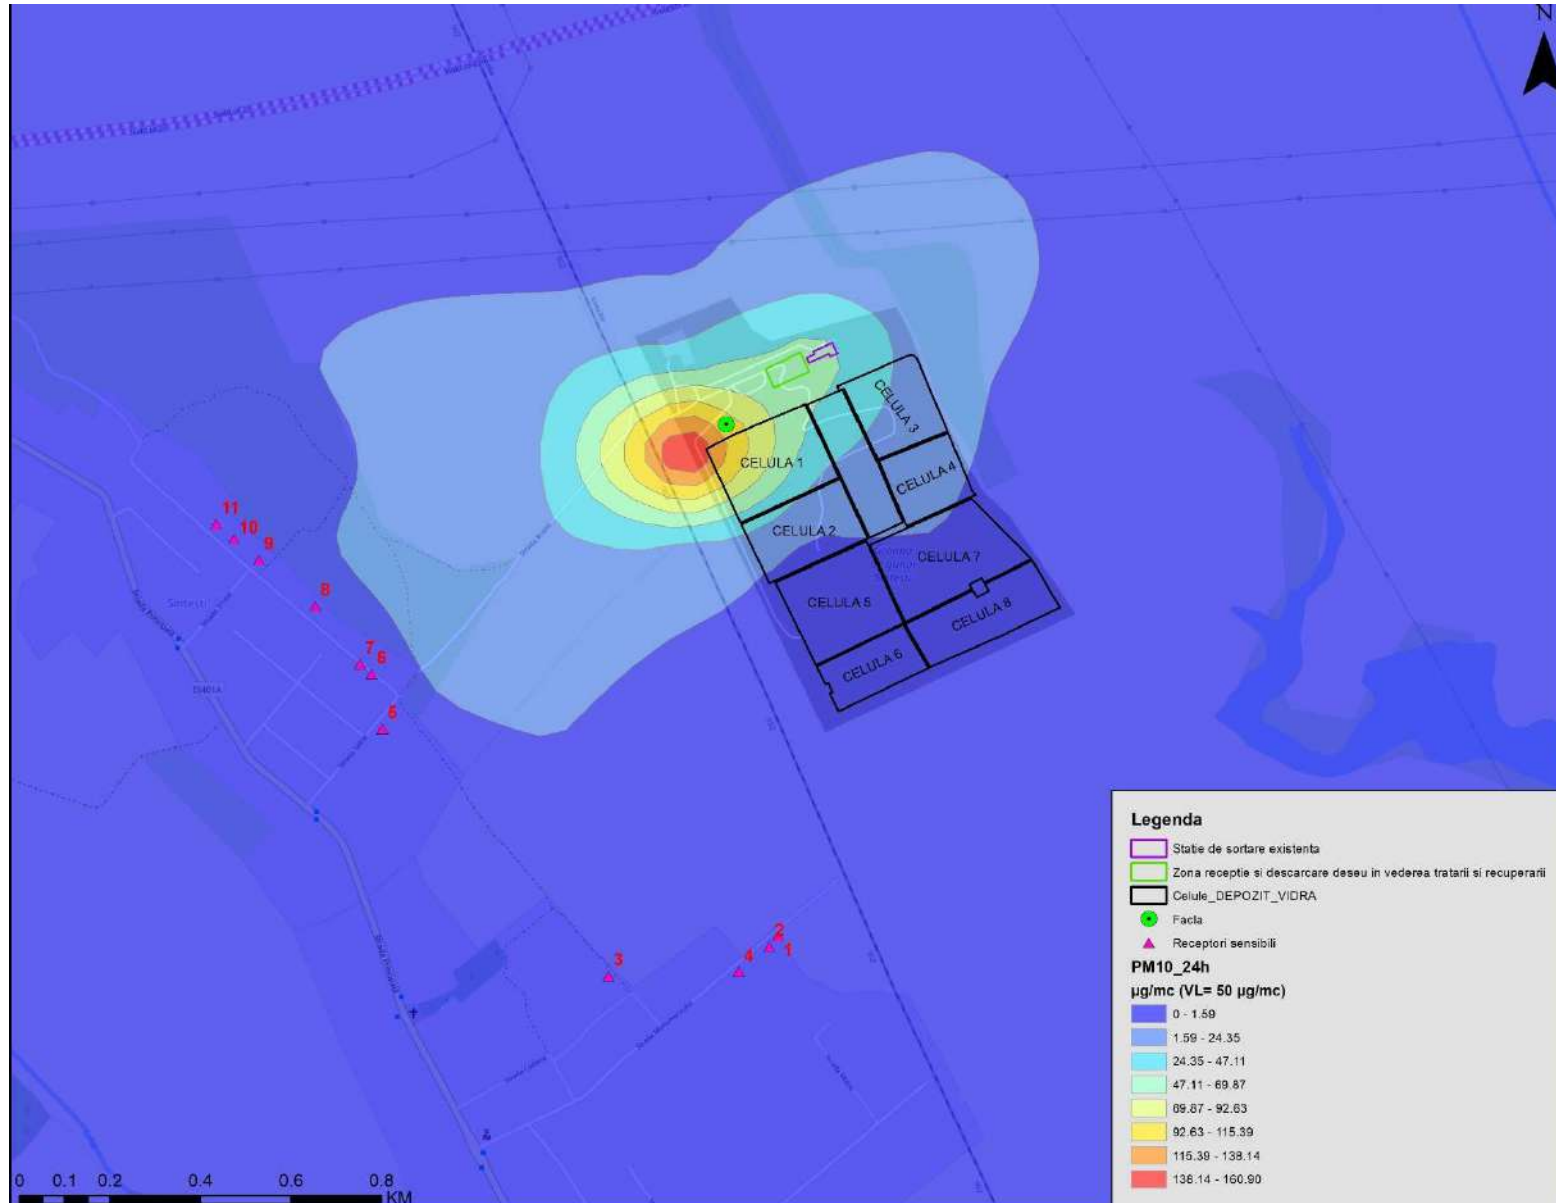 N
CELULA 3
CELULA 1
CELULA 4
CELULA 2
CELULA 7
CELULA 5
CELULA 8
CELULA 6
11
10
9
8
7
6
5
Sintesti
DJ401A
2
1
4
3
Strada Principala
Legenda
Statie de sortare existenta
Zona receptie si descarcare deseu in vederea tratarii si recuperarii
Celule_DEPOZIT_VIDRA
Facla
Receptori sensibili
PM10_24h
µg/mc (VL= 50 µg/mc)
0 - 1.59
1.59 - 24.35
24.35 - 47.11
47.11 - 69.87
69.87 - 92.63
92.63 - 115.39
115.39 - 138.14
138.14 - 160.90
0 0.1 0.2 0.4 0.6 0.8
KM